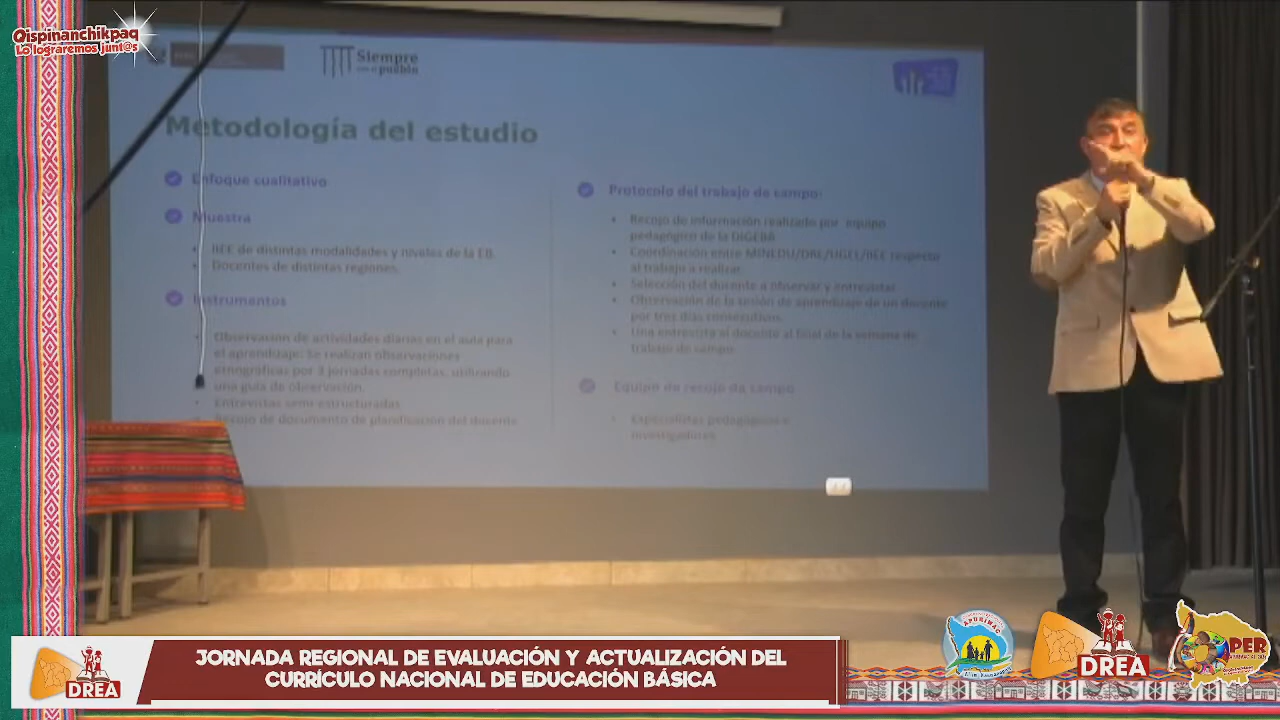 Qispinanchikpaq
Lo lograremos junt@s
Siempre
con el pueblo
Metodología del estudio
Enfoque cualitativo
Muestra
IIEE de distintas modalidades y niveles de la EB.
Docentes de distintas regiones.
Instrumentos
Observación de actividades diarias en el aula para
el aprendizaje. Se realizan observaciones
etnográficas por 3 jornadas completas, utilizando
una guía de observación.
Entrevistas semi estructuradas
Recojo de documento de planificación del docente
Protocolo del trabajo de campo:
Recojo de información realizado por equipo
pedagógico de la DIGEBR
Coordinación entre MINEDU/DRE/UGEL/IIEE respecto
al trabajo a realizar.
Selección del docente a observar y entrevistar
Observación de la sesión de aprendizaje de un docente
por tres días consecutivos.
Una entrevista al docente al final de la semana de
trabajo de campo.
Equipo de recojo de campo
Especialistas pedagógicos e
investigadores
DREA
JORNADA REGIONAL DE EVALUACIÓN Y ACTUALIZACIÓN DEL
CURRÍCULO NACIONAL DE EDUCACIÓN BÁSICA
APURIMAC
DREA
PER